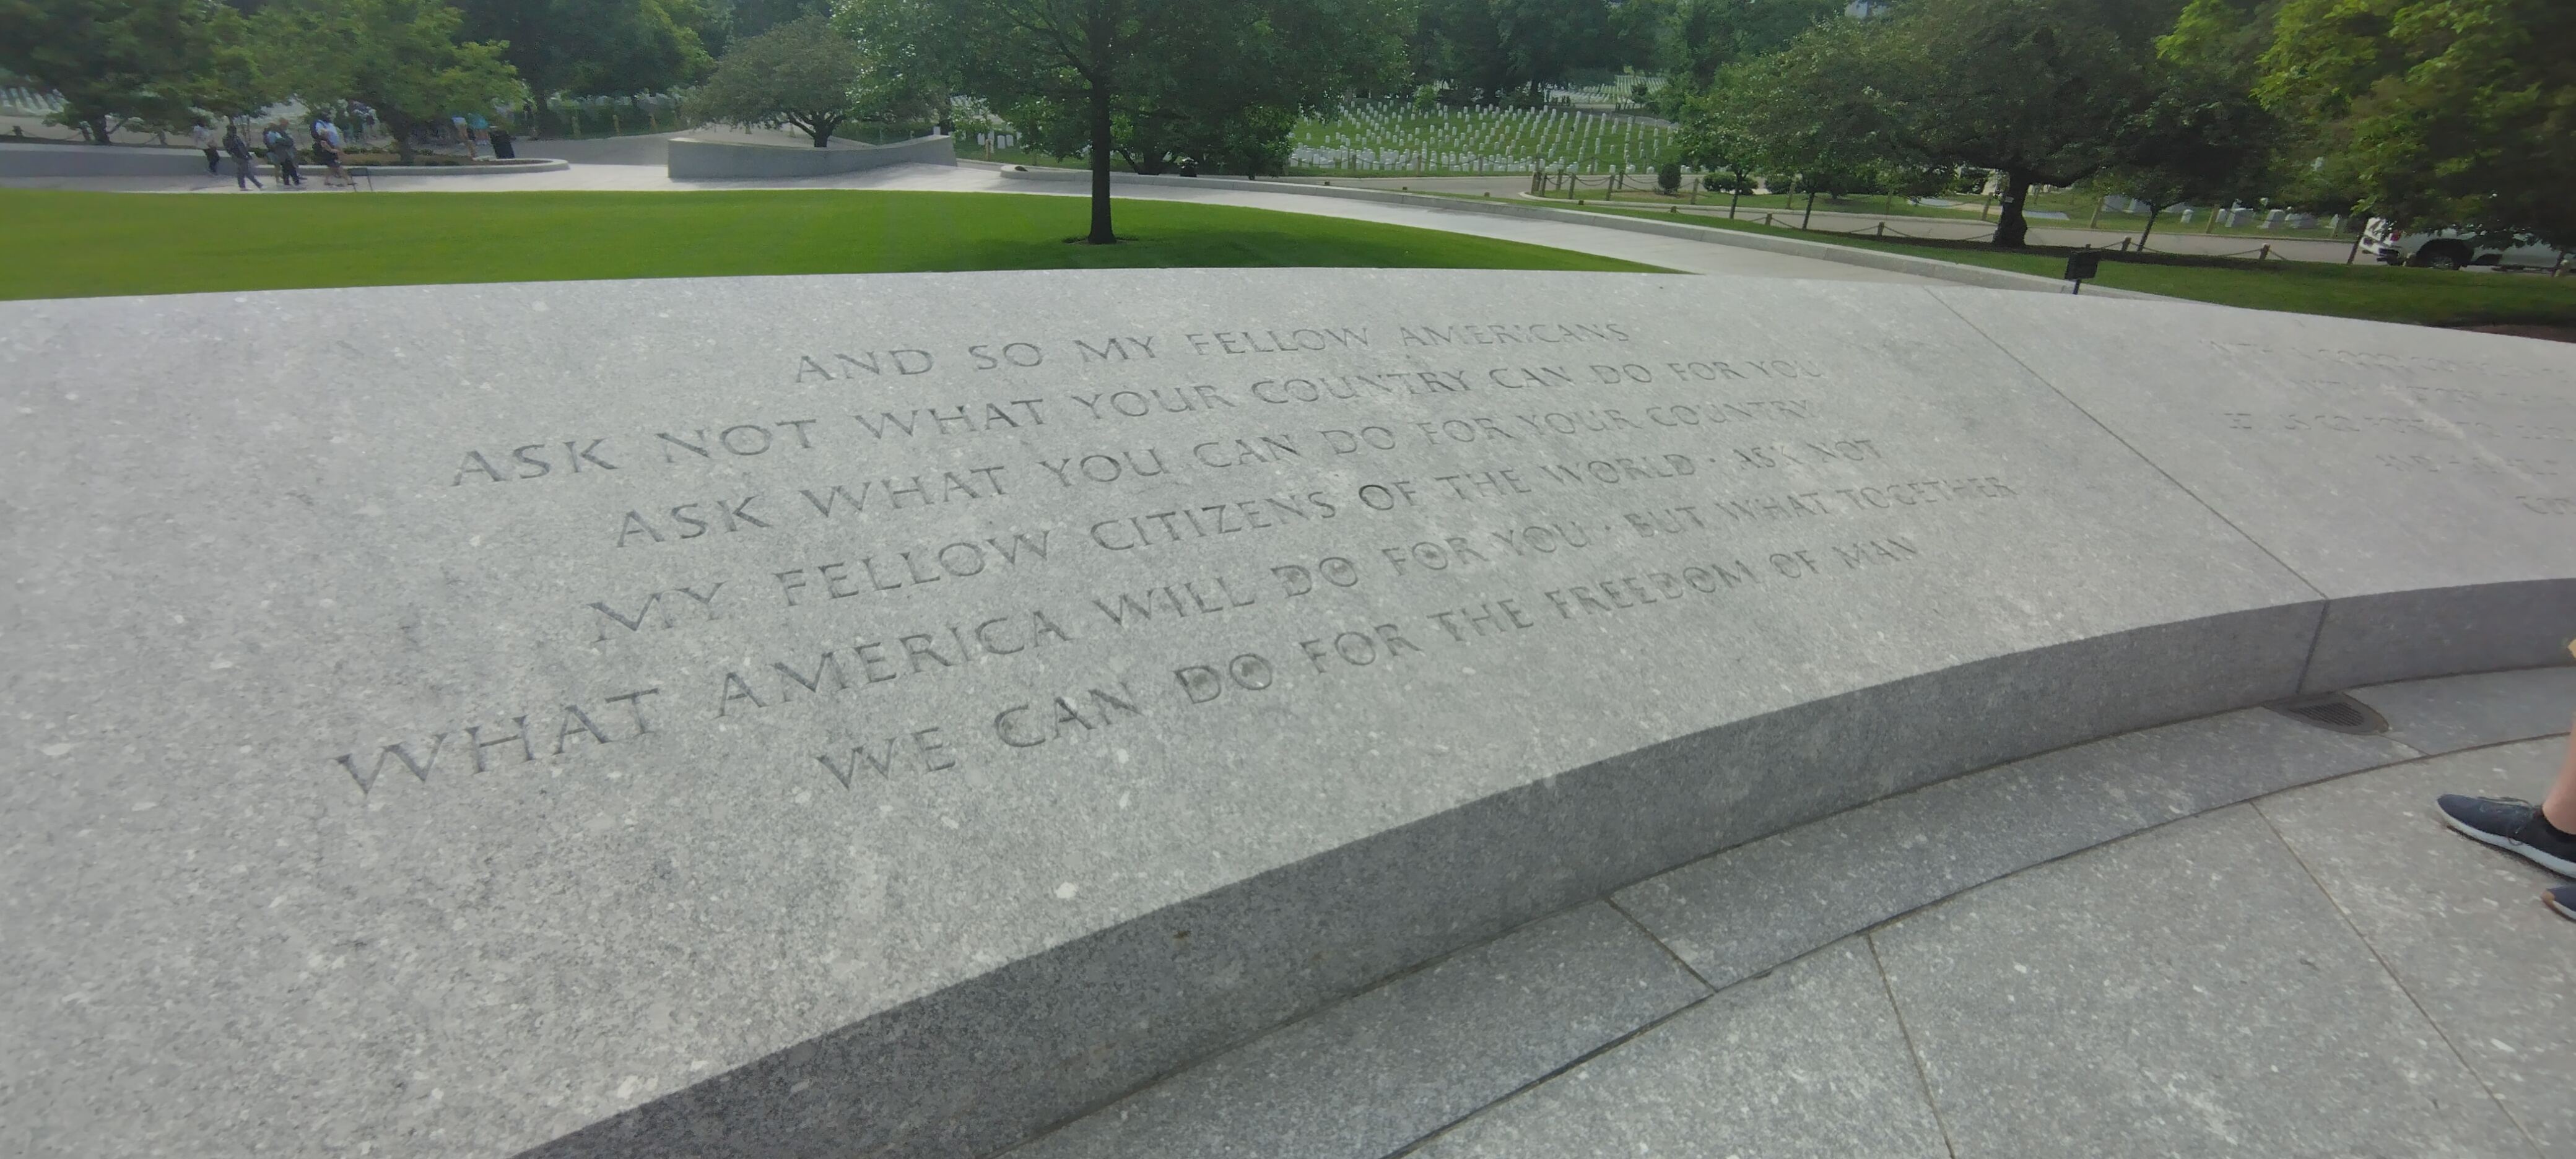 AND SO MY FELLOW AMERICANS
ASK NOT WHAT YOUR COUNTRY CAN DO FOR YOU
ASK WHAT YOU CAN DO FOR YOUR COUNTRY
MY FELLOW CITIZENS OF THE WORLD · ASK NOT
WHAT AMERICA WILL DO FOR YOU · BUT WHAT TOGETHER
WE CAN DO FOR THE FREEDOM OF MAN